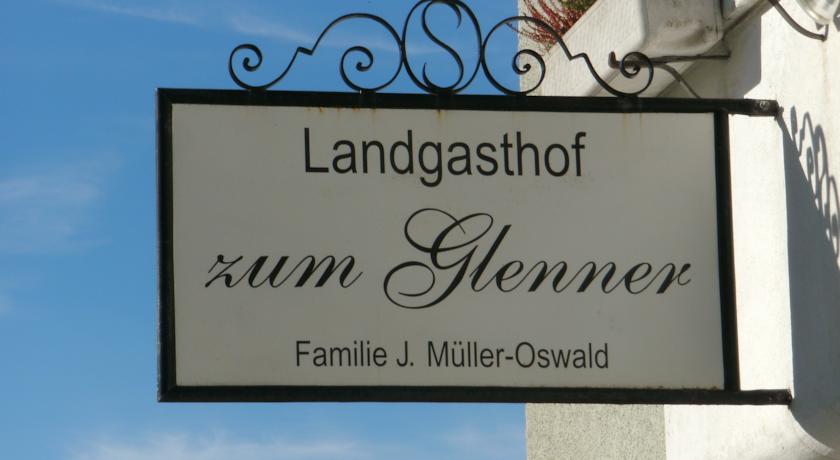 Landgasthof
zum Glenner
Familie J. Müller-Oswald